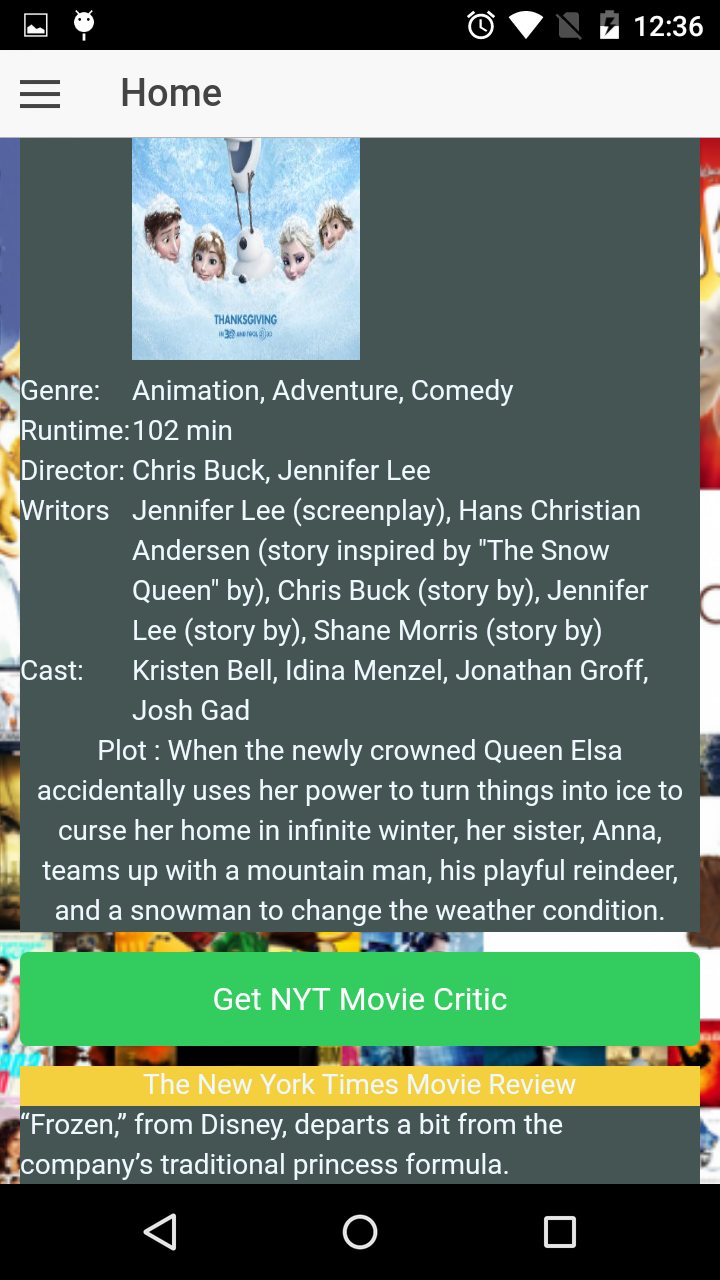 12:36
Home
THANKSGIVING
Genre: Animation, Adventure, Comedy
Runtime: 102 min
Director: Chris Buck, Jennifer Lee
Writors Jennifer Lee (screenplay), Hans Christian
Andersen (story inspired by "The Snow
Queen" by), Chris Buck (story by), Jennifer
Lee (story by), Shane Morris (story by)
Cast: Kristen Bell, Idina Menzel, Jonathan Groff,
Josh Gad
Plot : When the newly crowned Queen Elsa
accidentally uses her power to turn things into ice to
curse her home in infinite winter, her sister, Anna,
teams up with a mountain man, his playful reindeer,
and a snowman to change the weather condition.
Get NYT Movie Critic
The New York Times Movie Review
“Frozen,” from Disney, departs a bit from the
company’s traditional princess formula.